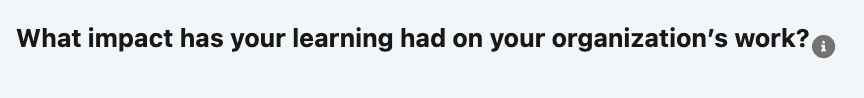 What impact has your learning had on your organization’s work?